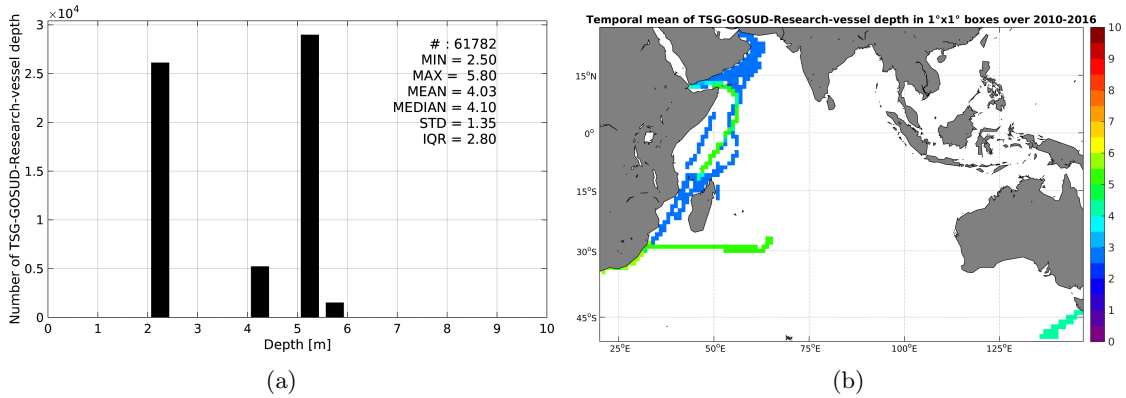 ×10⁴
3
2.5
2
1.5
1
0.5
0
Number of TSG-GOSUD-Research-vessel depth
# : 61782
MIN = 2.50
MAX = 5.80
MEAN = 4.03
MEDIAN = 4.10
STD = 1.35
IQR = 2.80
0 1 2 3 4 5 6 7 8 9 10
Depth [m]
(a)
Temporal mean of TSG-GOSUD-Research-vessel depth in 1°x1° boxes over 2010-2016
15°N
0°
15°S
30°S
45°S
25°E 50°E 75°E 100°E 125°E
10
9
8
7
6
5
4
3
2
1
0
(b)